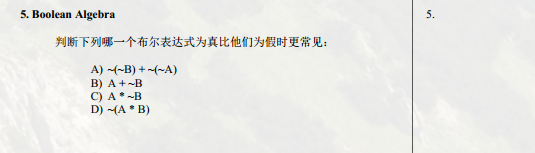 5. Boolean Algebra
5.
判断下列哪一个布尔表达式为真比他们为假时更常见：
A) ~(~B) + ~(~A)
B) A + ~B
C) A * ~B
D) ~(A * B)